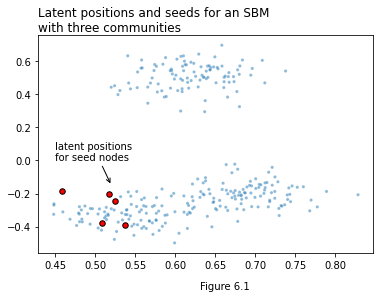 Latent positions and seeds for an SBM
with three communities
0.6
0.4
0.2
0.0
−0.2
−0.4
latent positions
for seed nodes
0.45 0.50 0.55 0.60 0.65 0.70 0.75 0.80
Figure 6.1